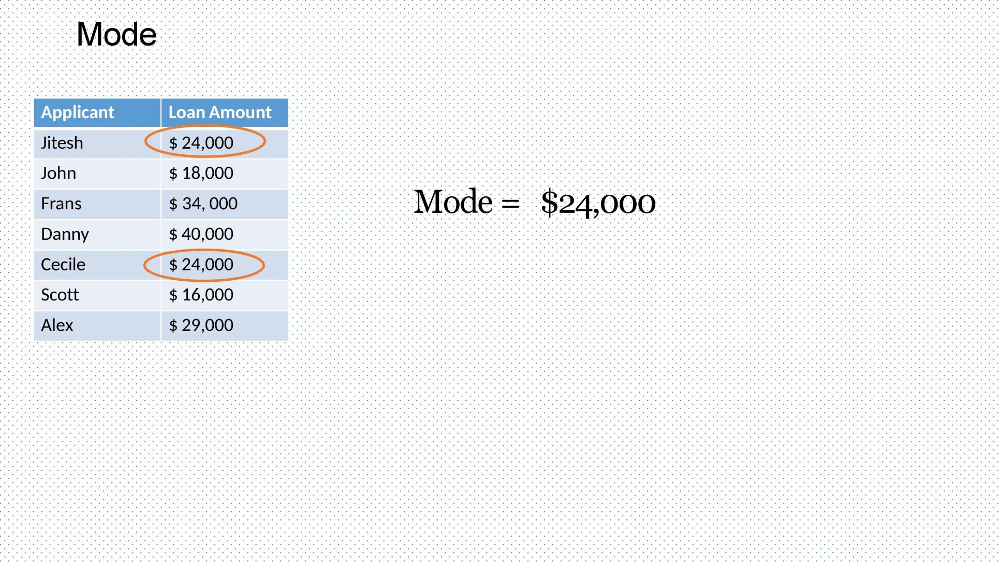 Mode
Applicant Loan Amount
Jitesh $ 24,000
John $ 18,000
Frans $ 34, 000
Danny $ 40,000
Cecile $ 24,000
Scott $ 16,000
Alex $ 29,000
Mode = $24,000